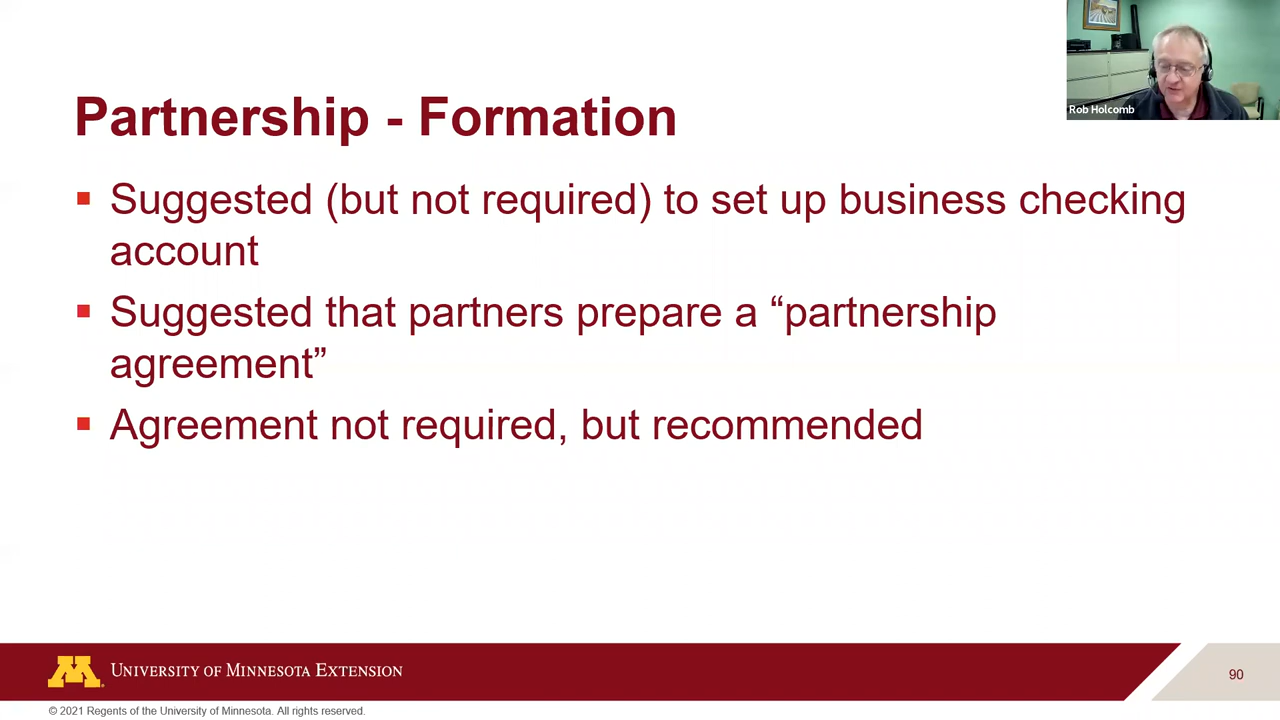 Rob Holcomb
Partnership - Formation
Suggested (but not required) to set up business checking
account
Suggested that partners prepare a “partnership
agreement”
Agreement not required, but recommended
M
UNIVERSITY OF MINNESOTA EXTENSION
90
© 2021 Regents of the University of Minnesota. All rights reserved.